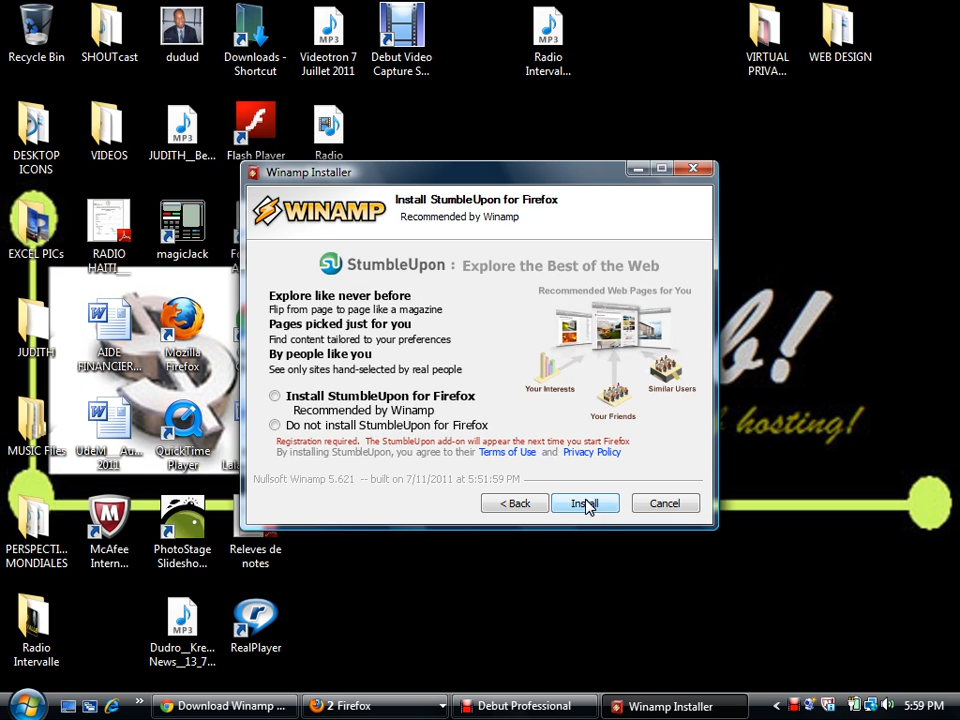 Recycle Bin
SHOUTcast
dudud
Downloads -
Shortcut
Videotron 7
Juillet 2011
Debut Video
Capture S...
MP3
Radio
Interval...
VIRTUAL
PRIVA...
WEB DESIGN
DESKTOP
ICONS
VIDEOS
JUDITH__Be...
Flash Player
Radio
EXCEL PICs
RADIO
HAITI___
magicJack
JUDITH
AIDE
FINANCIER...
Mozilla
Firefox
MUSIC Files
UdeM__Au...
2011
QuickTime
Player
PERSPECTI...
MONDIALES
McAfee
Intern...
PhotoStage
Slidesho...
Releves de
notes
Radio
Intervalle
Dudro__Kre...
News__13_7...
RealPlayer
b!
hosting!
Winamp Installer
WINAMP
Install StumbleUpon for Firefox
Recommended by Winamp
StumbleUpon : Explore the Best of the Web
Explore like never before
Flip from page to page like a magazine
Pages picked just for you
Find content tailored to your preferences
By people like you
See only sites hand-selected by real people
Recommended Web Pages for You
Your Interests
Similar Users
Your Friends
Install StumbleUpon for Firefox
Recommended by Winamp
Do not install StumbleUpon for Firefox
Registration required. The StumbleUpon add-on will appear the next time you start Firefox
By installing StumbleUpon, you agree to their Terms of Use and Privacy Policy
Nullsoft Winamp 5.621 -- built on 7/11/2011 at 5:51:59 PM
< Back
Install
Cancel
Download Winamp ...
2 Firefox
Debut Professional
Winamp Installer
5:59 PM